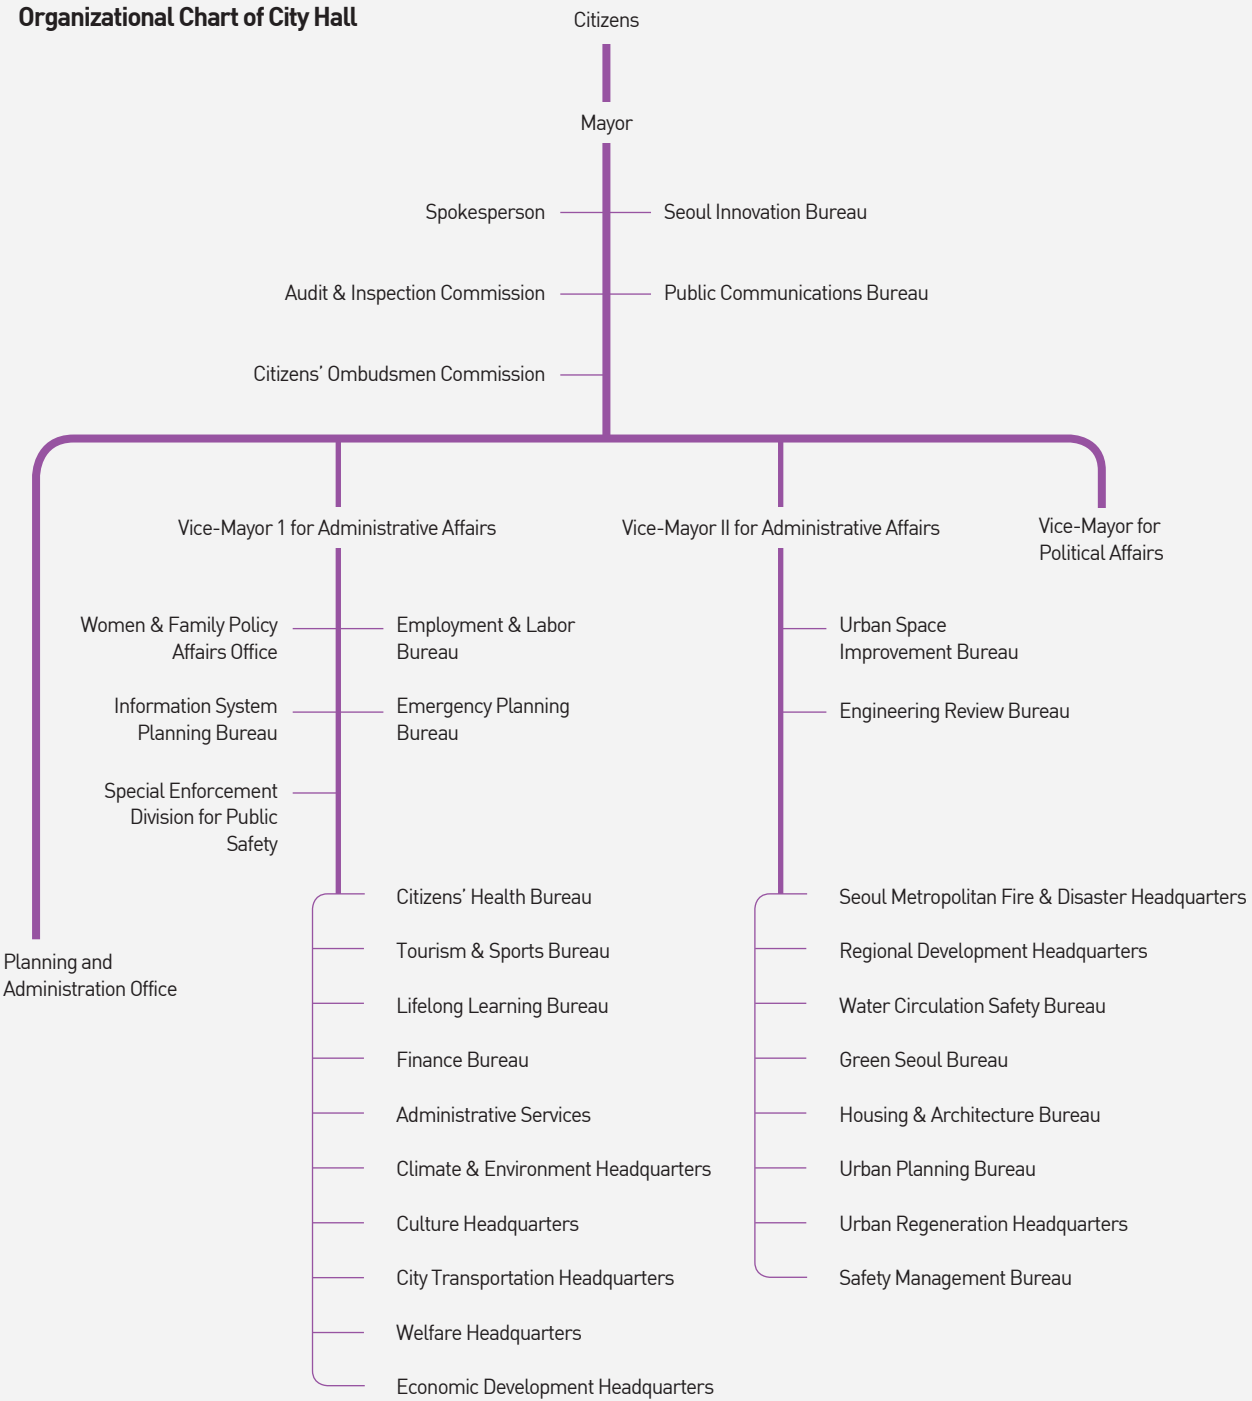 Organizational Chart of City Hall
Citizens
Mayor
Spokesperson
Seoul Innovation Bureau
Audit & Inspection Commission
Public Communications Bureau
Citizens’ Ombudsmen Commission
Vice-Mayor 1 for Administrative Affairs
Vice-Mayor II for Administrative Affairs
Vice-Mayor for
Political Affairs
Women & Family Policy
Affairs Office
Employment & Labor
Bureau
Information System
Planning Bureau
Emergency Planning
Bureau
Special Enforcement
Division for Public
Safety
Urban Space
Improvement Bureau
Engineering Review Bureau
Planning and
Administration Office
Citizens’ Health Bureau
Tourism & Sports Bureau
Lifelong Learning Bureau
Finance Bureau
Administrative Services
Climate & Environment Headquarters
Culture Headquarters
City Transportation Headquarters
Welfare Headquarters
Economic Development Headquarters
Seoul Metropolitan Fire & Disaster Headquarters
Regional Development Headquarters
Water Circulation Safety Bureau
Green Seoul Bureau
Housing & Architecture Bureau
Urban Planning Bureau
Urban Regeneration Headquarters
Safety Management Bureau